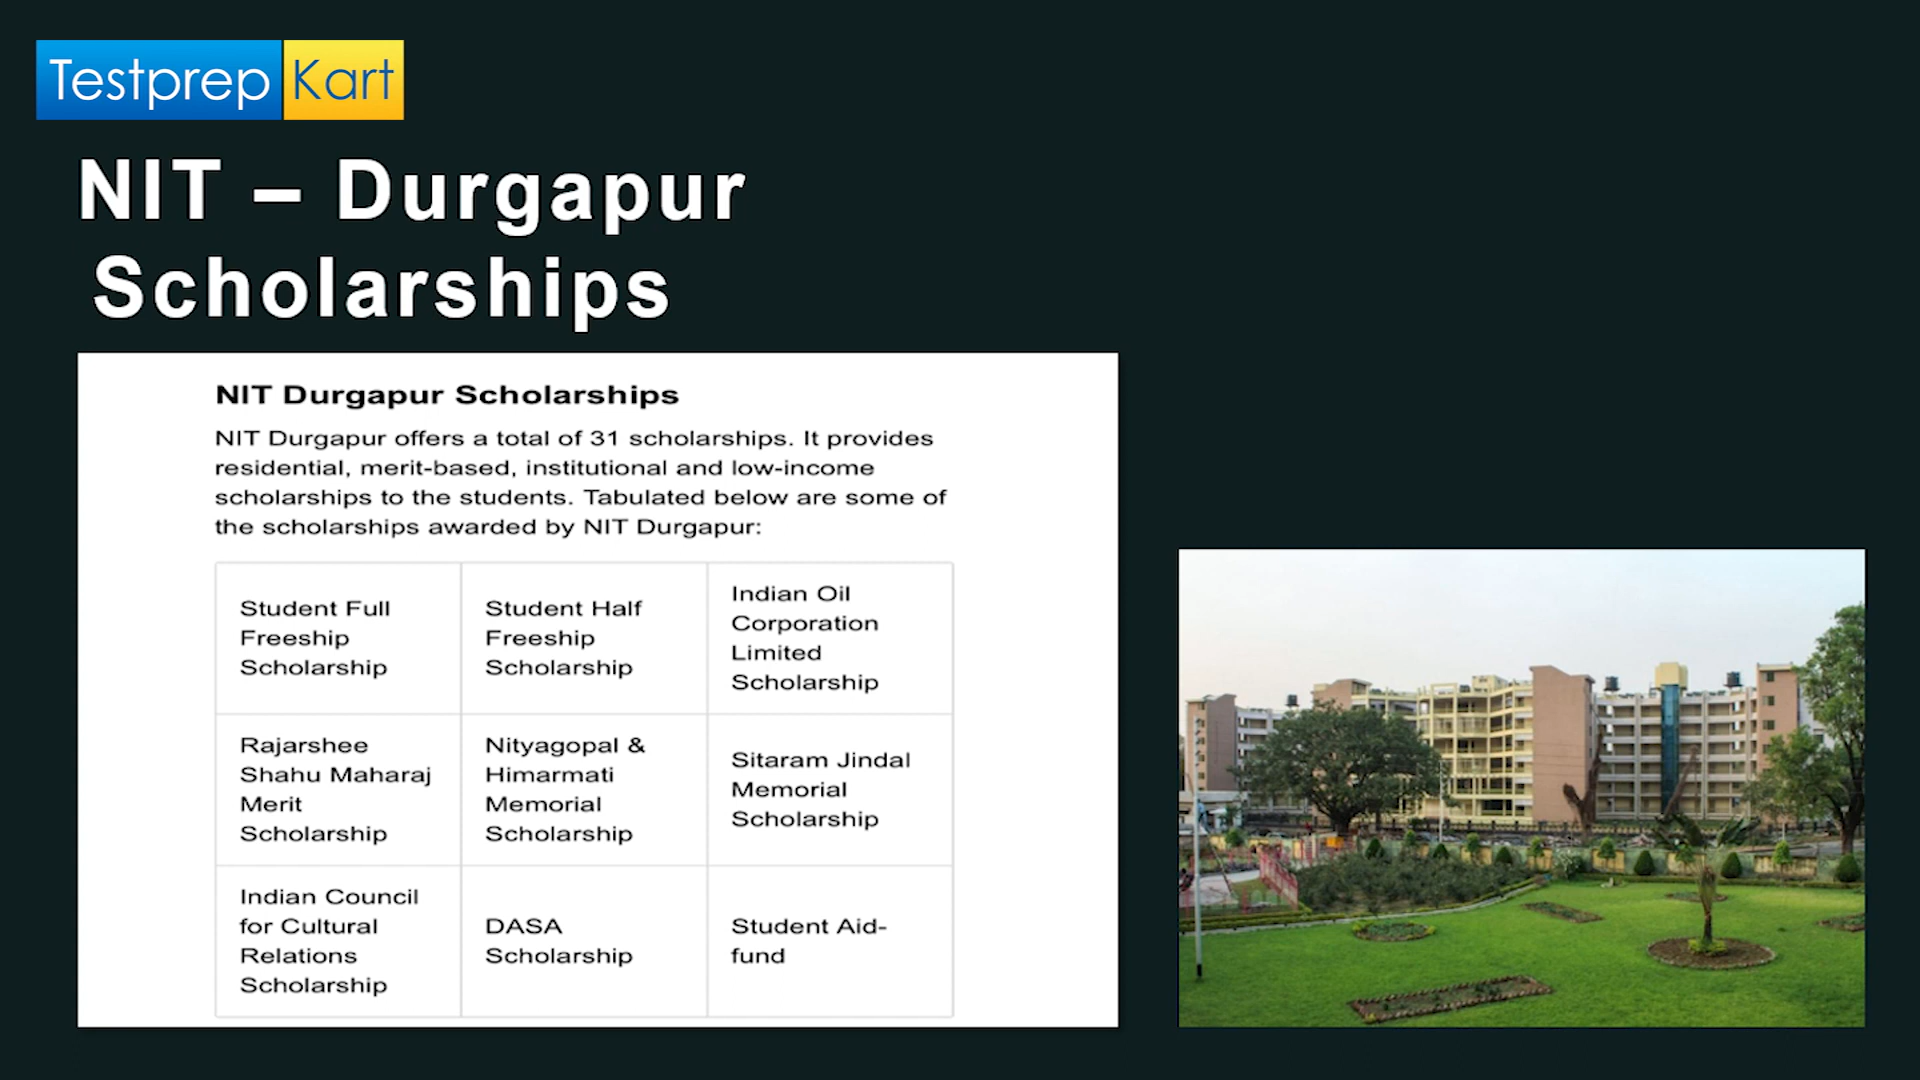 Testprep Kart
NIT – Durgapur
Scholarships
NIT Durgapur Scholarships
NIT Durgapur offers a total of 31 scholarships. It provides
residential, merit-based, institutional and low-income
scholarships to the students. Tabulated below are some of
the scholarships awarded by NIT Durgapur:
Student Full
Freeship
Scholarship
Student Half
Freeship
Scholarship
Indian Oil
Corporation
Limited
Scholarship
Rajarshee
Shahu Maharaj
Merit
Scholarship
Nityagopal &
Himarmati
Memorial
Scholarship
Sitaram Jindal
Memorial
Scholarship
Indian Council
for Cultural
Relations
Scholarship
DASA
Scholarship
Student Aid-
fund